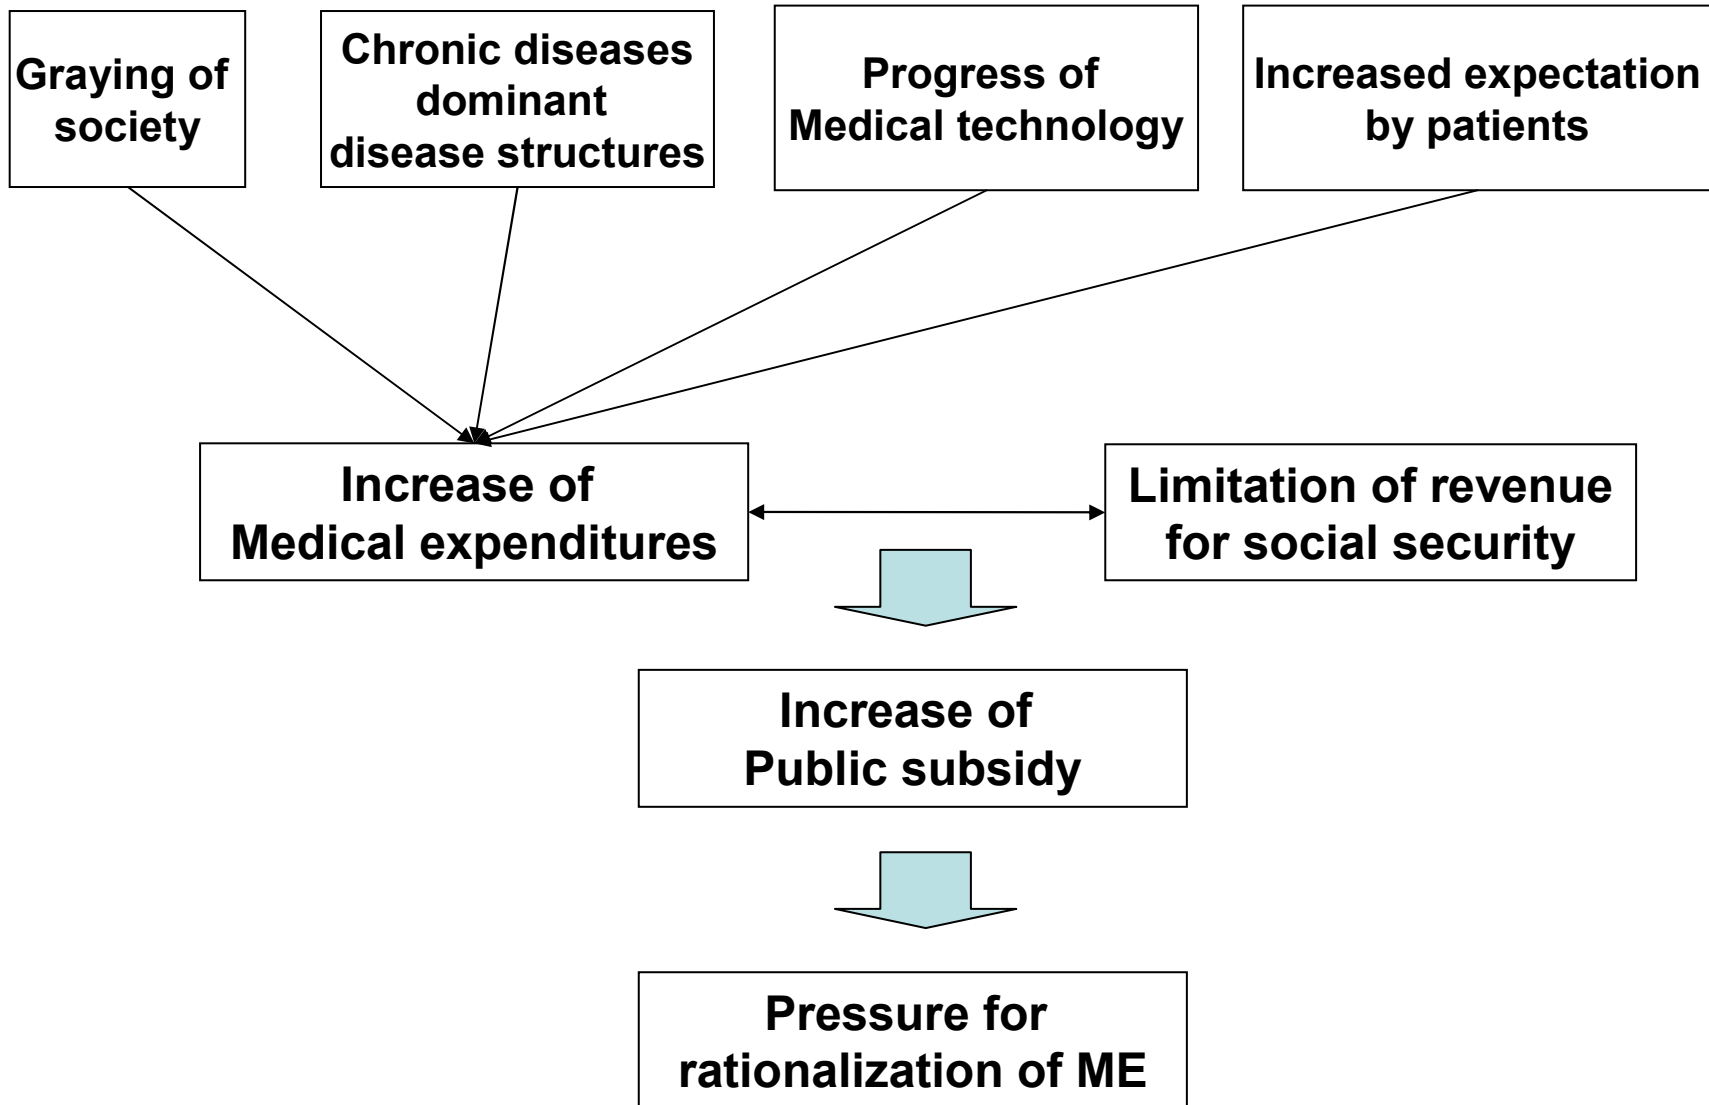 Graying of
society
Chronic diseases
dominant
disease structures
Progress of
Medical technology
Increased expectation
by patients
Increase of
Medical expenditures
Limitation of revenue
for social security
Increase of
Public subsidy
Pressure for
rationalization of ME